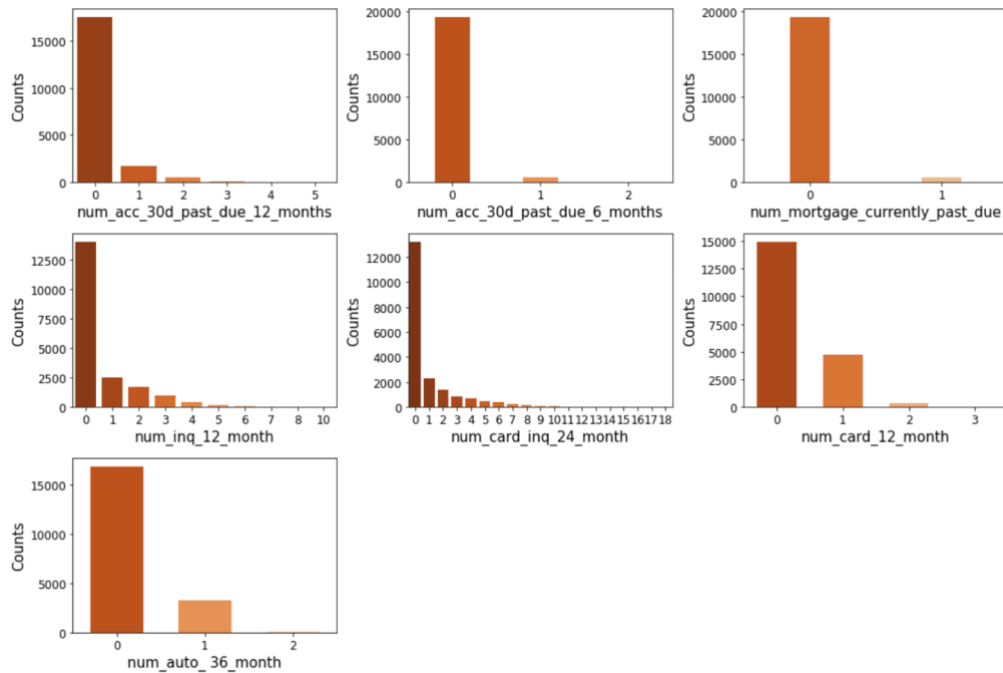 Counts
15000
10000
5000
0
0 1 2 3 4 5
num_acc_30d_past_due_12_months
Counts
20000
15000
10000
5000
0
0 1 2
num_acc_30d_past_due_6_months
Counts
20000
15000
10000
5000
0
0 1
num_mortgage_currently_past_due
Counts
12500
10000
7500
5000
2500
0
0 1 2 3 4 5 6 7 8 10
num_inq_12_month
Counts
12000
10000
8000
6000
4000
2000
0
0 1 2 3 4 5 6 7 8 9 10 11 12 13 14 15 16 17 18
num_card_inq_24_month
Counts
15000
12500
10000
7500
5000
2500
0
0 1 2 3
num_card_12_month
Counts
15000
10000
5000
0
0 1 2
num_auto_ 36_month